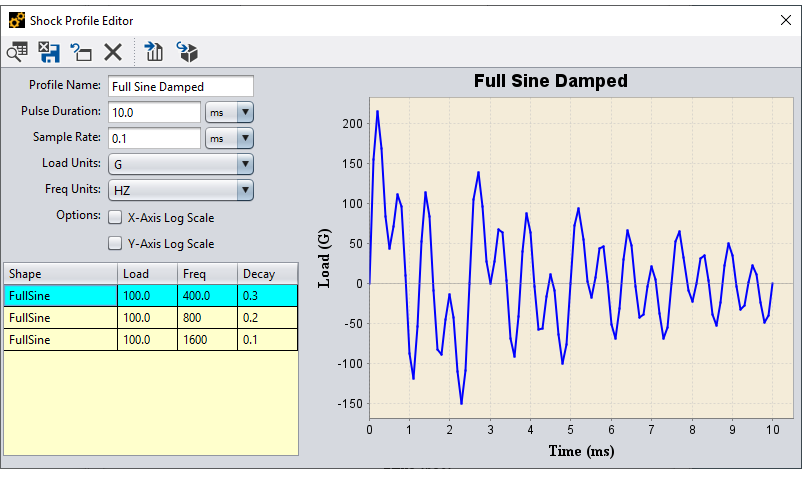 Shock Profile Editor
Profile Name: Full Sine Damped
Pulse Duration: 10.0 ms
Sample Rate: 0.1 ms
Load Units: G
Freq Units: HZ
Options: X-Axis Log Scale
Y-Axis Log Scale
Shape Load Freq Decay
FullSine 100.0 400.0 0.3
FullSine 100.0 800 0.2
FullSine 100.0 1600 0.1
Full Sine Damped
Load (G)
200
150
100
50
0
-50
-100
-150
0 1 2 3 4 5 6 7 8 9 10
Time (ms)